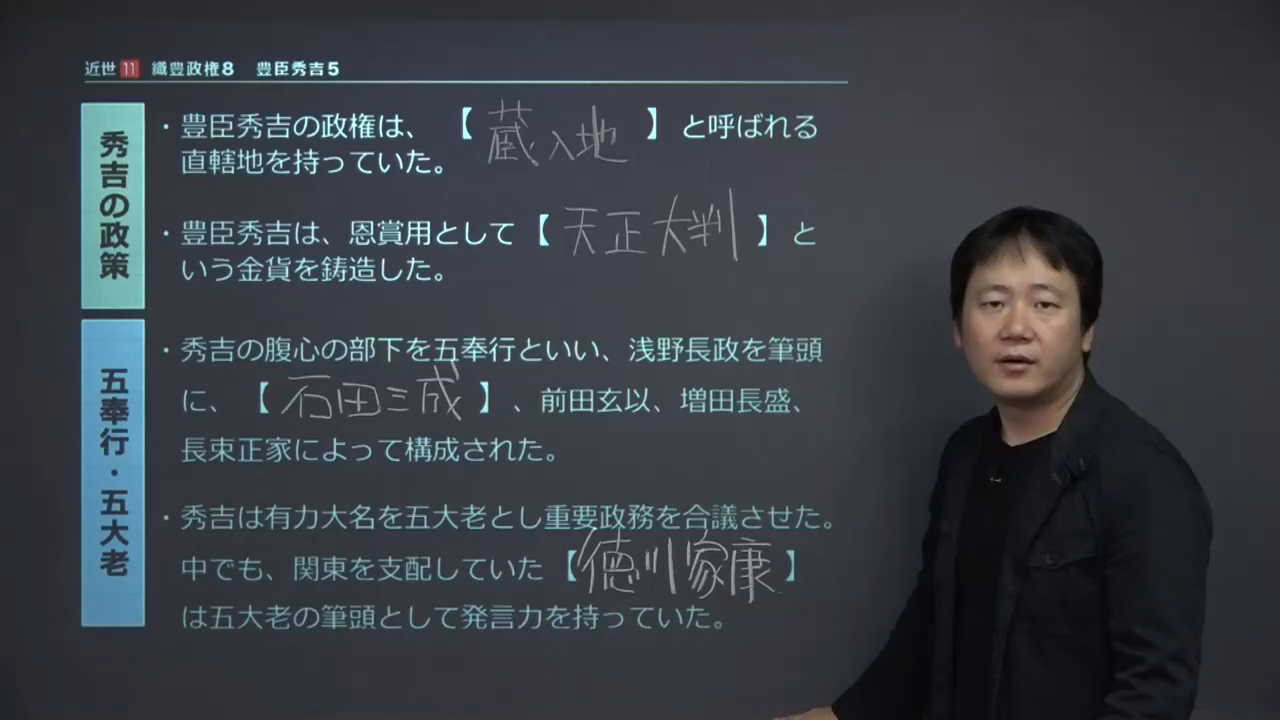 近世 11 織豊政権8 豊臣秀吉5
秀吉の政策
・豊臣秀吉の政権は、【蔵入地】と呼ばれる
直轄地を持っていた。
・豊臣秀吉は、恩賞用として【天正大判】と
いう金貨を鋳造した。
五奉行・五大老
・秀吉の腹心の部下を五奉行といい、浅野長政を筆頭
に、【石田三成】、前田玄以、増田長盛、
長束正家によって構成された。
・秀吉は有力大名を五大老とし重要政務を合議させた。
中でも、関東を支配していた【徳川家康】
は五大老の筆頭として発言力を持っていた。